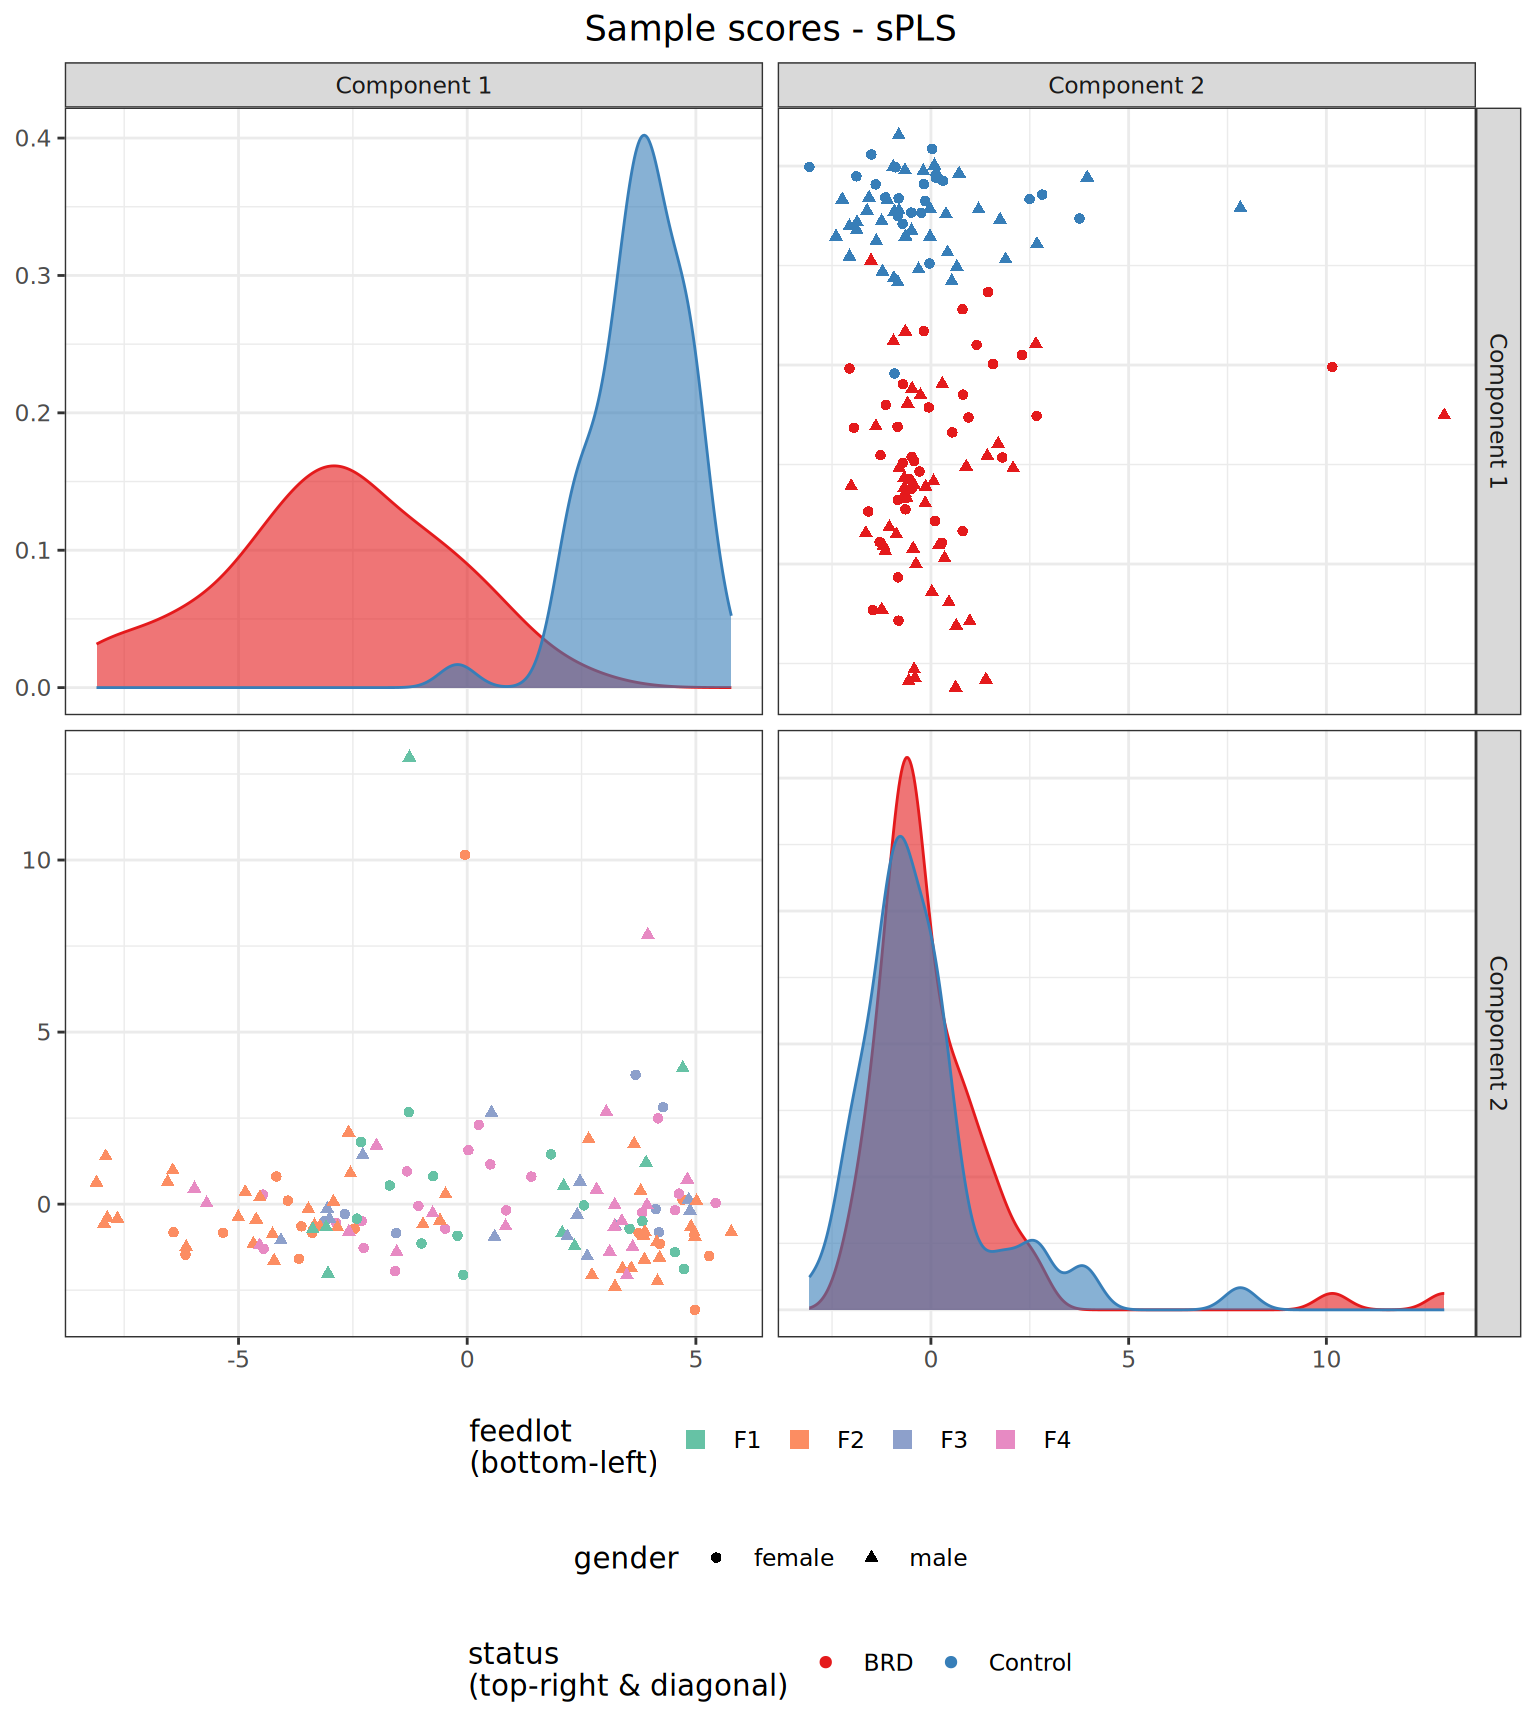 Sample scores - sPLS
Component 1
Component 2
0.4
0.3
0.2
0.1
0.0
Component 1
10
5
0
Component 2
-5
0
5
0
5
10
feedlot
(bottom-left)
F1
F2
F3
F4
gender
female
male
status
(top-right & diagonal)
BRD
Control